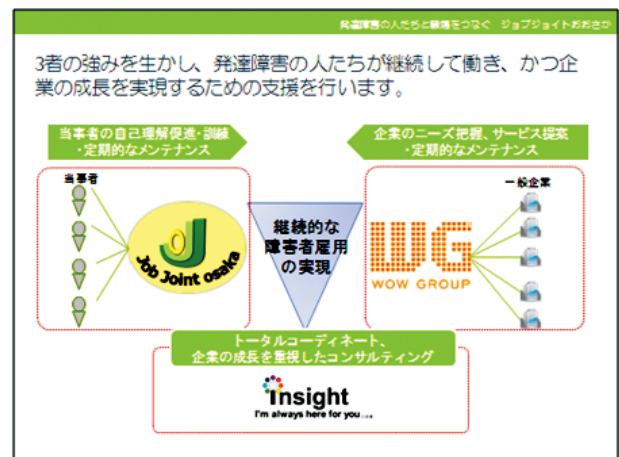 発達障害の人たちと職場をつなぐ ジョブジョイントおおさか
3者の強みを生かし、発達障害の人たちが継続して働き、かつ企
業の成長を実現するための支援を行います。
当事者の自己理解促進・訓練
・定期的なメンテナンス
企業のニーズ把握、サービス提案
・定期的なメンテナンス
当事者
一般企業
Job Joint osaka
継続的な
障害者雇用
の実現
WG
WOW GROUP
トータルコーディネート、
企業の成長を重視したコンサルティング
insight
I'm always here for you....